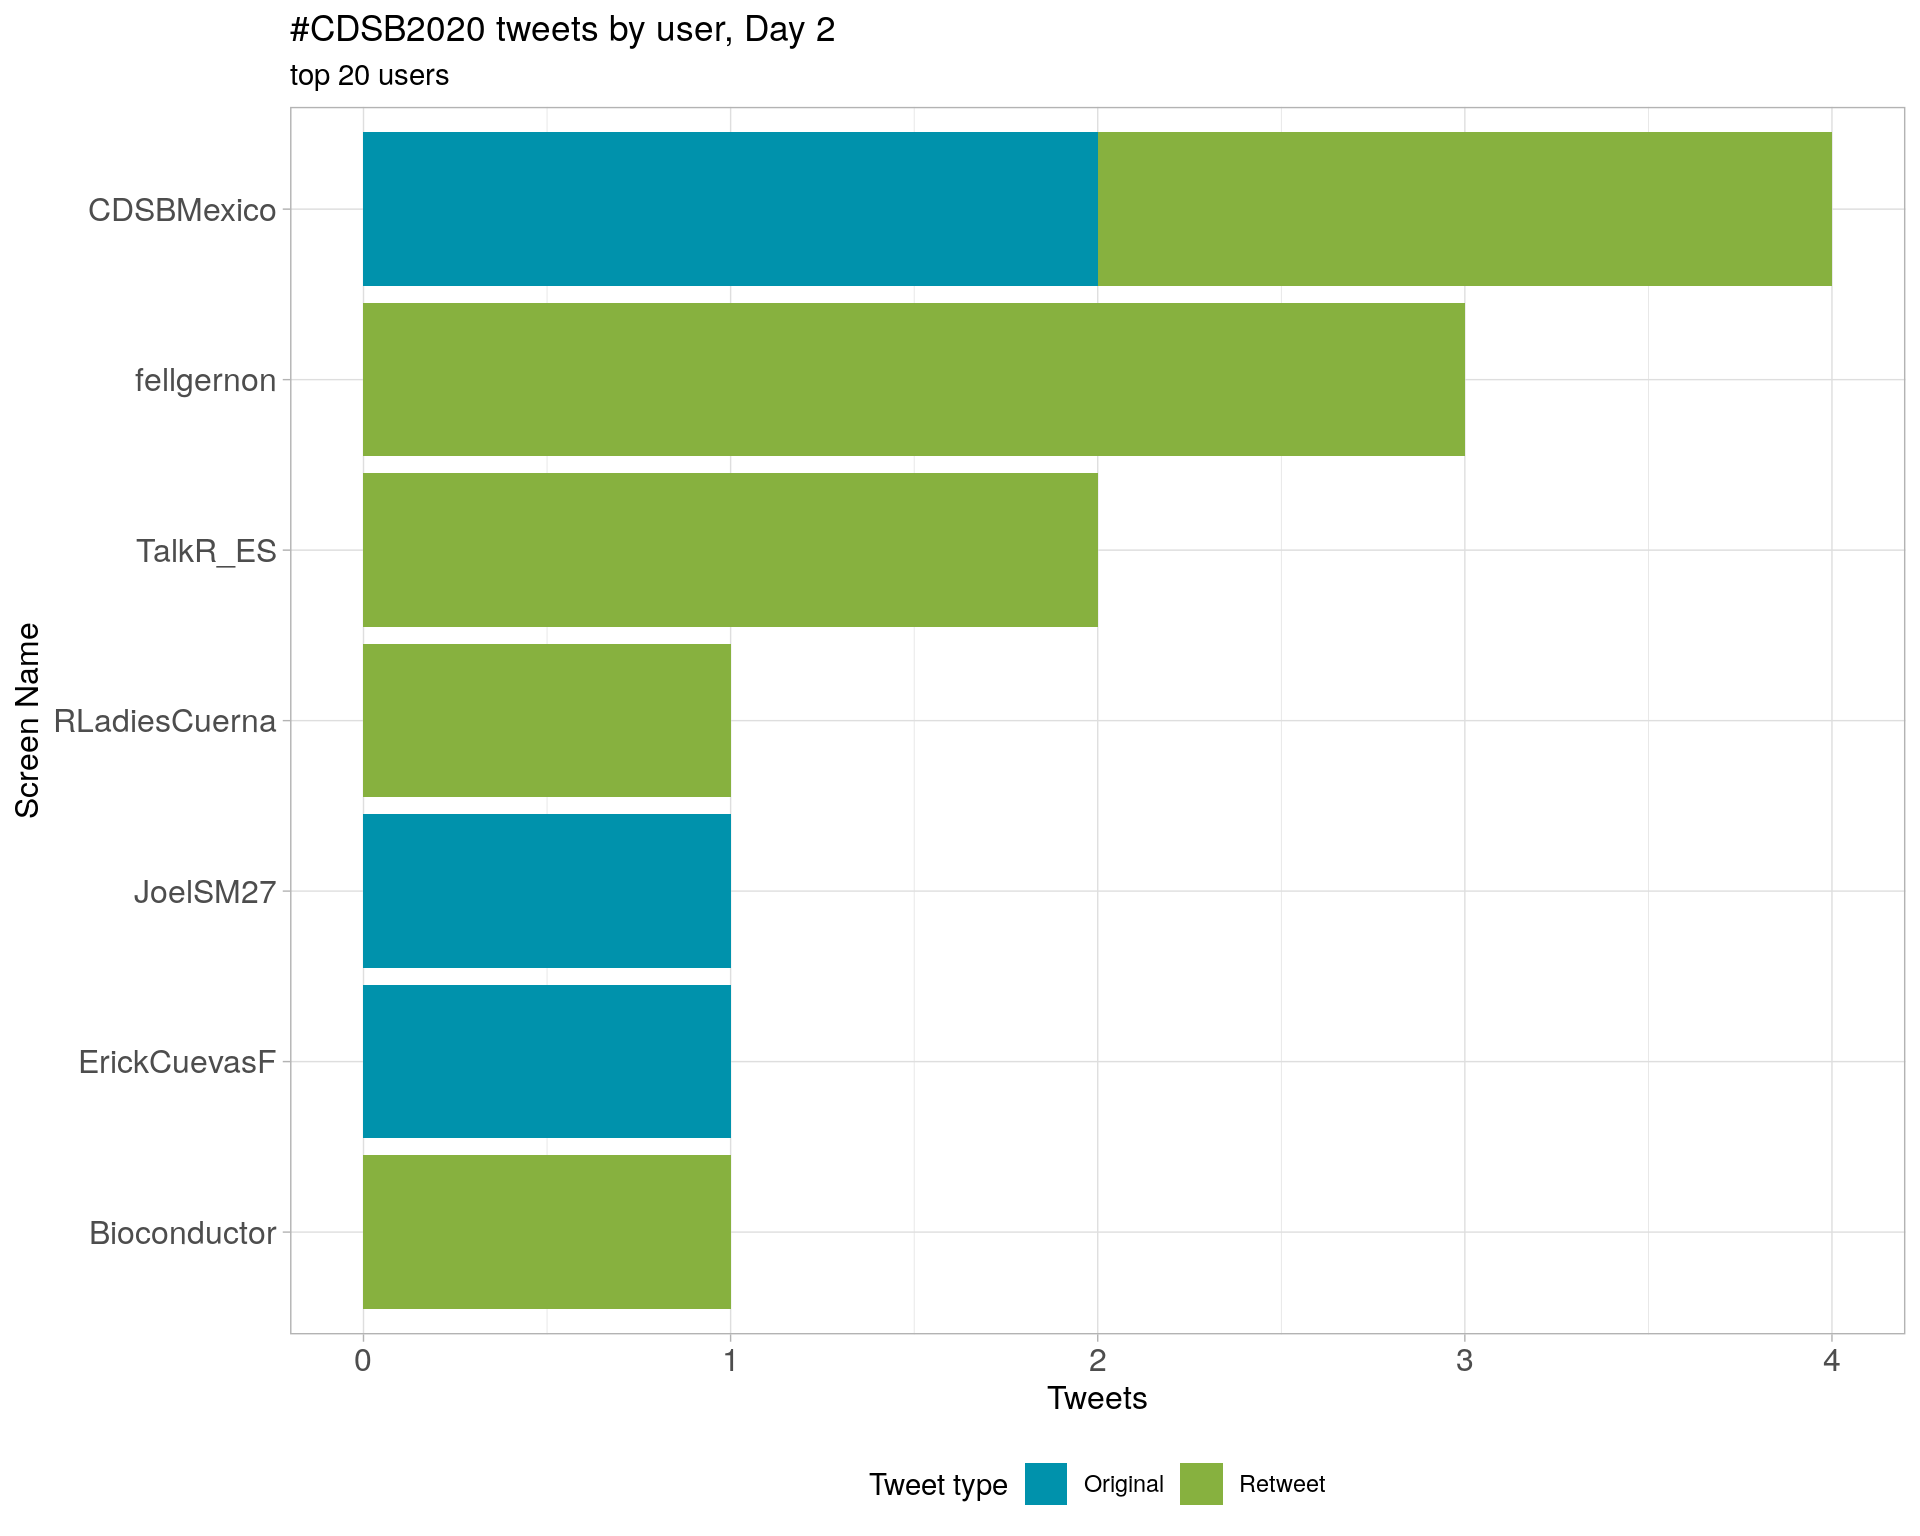 #CDSB2020 tweets by user, Day 2
top 20 users
Screen Name
CDSBMexico
fellgernon
TalkR_ES
RLadiesCuerna
JoelSM27
ErickCuevasF
Bioconductor
0 1 2 3 4
Tweets
Tweet type Original Retweet